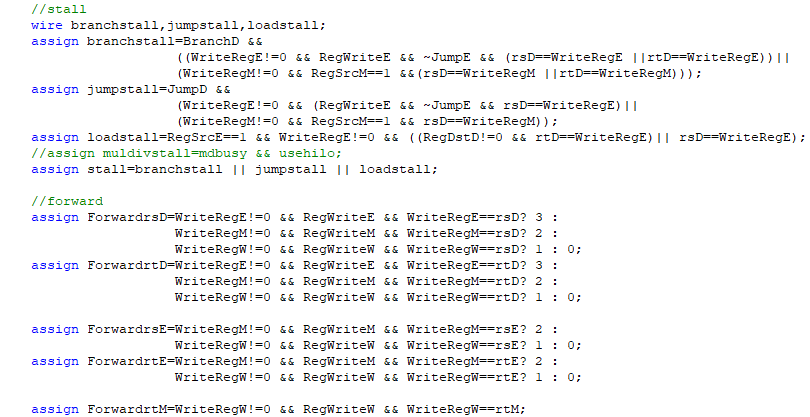 //stall
wire branchstall,jumpstall,loadstall;
assign branchstall=BranchD &&
((WriteRegE!=0 && RegWriteE && ~JumpE && (rsD==WriteRegE ||rtD==WriteRegE))||
(WriteRegM!=0 && RegSrcM==1 &&(rsD==WriteRegM ||rtD==WriteRegM)));
assign jumpstall=JumpD &&
(WriteRegE!=0 && (RegWriteE && ~JumpE && rsD==WriteRegE)||
(WriteRegM!=0 && RegSrcM==1 && rsD==WriteRegM));
assign loadstall=RegSrcE==1 && WriteRegE!=0 && ((RegDstD!=0 && rtD==WriteRegE)|| rsD==WriteRegE);
//assign muldivstall=mdbusy && usehilo;
assign stall=branchstall || jumpstall || loadstall;
//forward
assign ForwardrsD=WriteRegE!=0 && RegWriteE && WriteRegE==rsD? 3 :
WriteRegM!=0 && RegWriteM && WriteRegM==rsD? 2 :
WriteRegW!=0 && RegWriteW && WriteRegW==rsD? 1 : 0;
assign ForwardrtD=WriteRegE!=0 && RegWriteE && WriteRegE==rtD? 3 :
WriteRegM!=0 && RegWriteM && WriteRegM==rtD? 2 :
WriteRegW!=0 && RegWriteW && WriteRegW==rtD? 1 : 0;
assign ForwardrsE=WriteRegM!=0 && RegWriteM && WriteRegM==rsE? 2 :
WriteRegW!=0 && RegWriteW && WriteRegW==rsE? 1 : 0;
assign ForwardrtE=WriteRegM!=0 && RegWriteM && WriteRegM==rtE? 2 :
WriteRegW!=0 && RegWriteW && WriteRegW==rtE? 1 : 0;
assign ForwardrtM=WriteRegW!=0 && RegWriteW && WriteRegW==rtM;